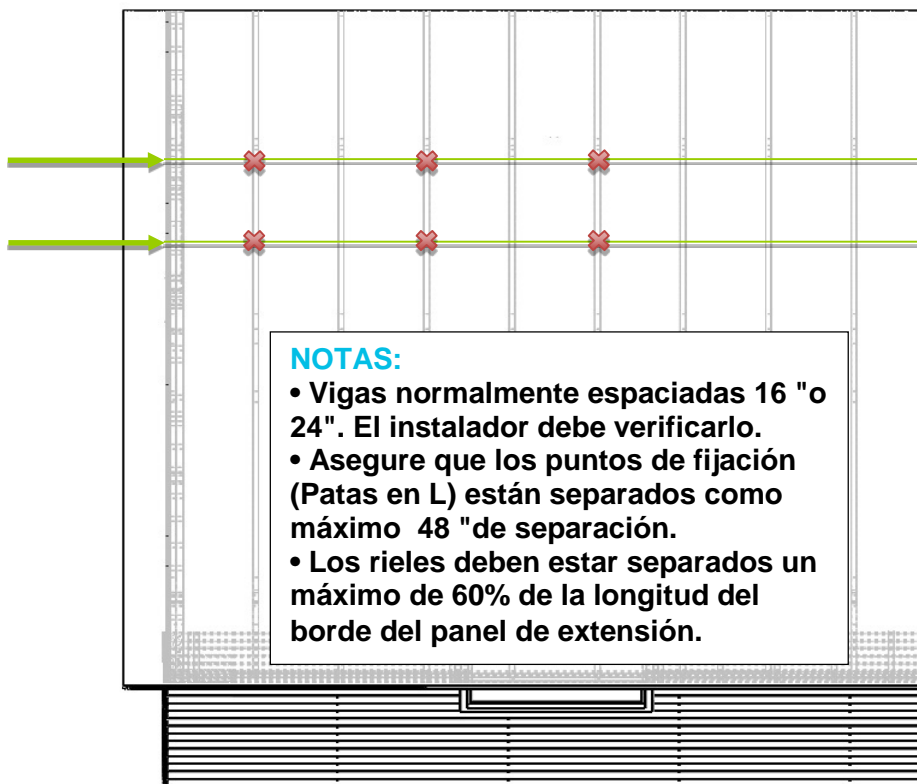 NOTAS:
• Vigas normalmente espaciadas 16 "o
24". El instalador debe verificarlo.
• Asegure que los puntos de fijación
(Patas en L) están separados como
máximo  48 "de separación.
• Los rieles deben estar separados un
máximo de 60% de la longitud del
borde del panel de extensión.